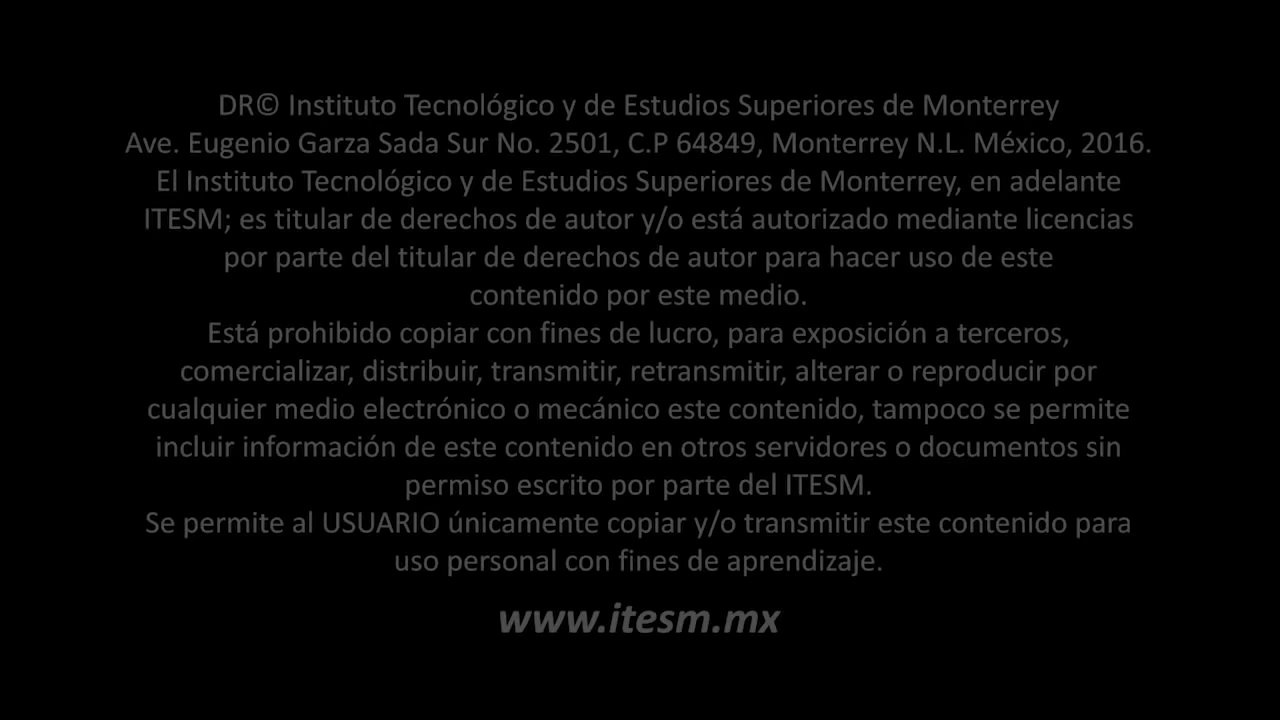 DR© Instituto Tecnológico y de Estudios Superiores de Monterrey
Ave. Eugenio Garza Sada Sur No. 2501, C.P 64849, Monterrey N.L. México, 2016.
El Instituto Tecnológico y de Estudios Superiores de Monterrey, en adelante
ITESM; es titular de derechos de autor y/o está autorizado mediante licencias
por parte del titular de derechos de autor para hacer uso de este
contenido por este medio.
Está prohibido copiar con fines de lucro, para exposición a terceros,
comercializar, distribuir, transmitir, retransmitir, alterar o reproducir por
cualquier medio electrónico o mecánico este contenido, tampoco se permite
incluir información de este contenido en otros servidores o documentos sin
permiso escrito por parte del ITESM.
Se permite al USUARIO únicamente copiar y/o transmitir este contenido para
uso personal con fines de aprendizaje.
www.itesm.mx